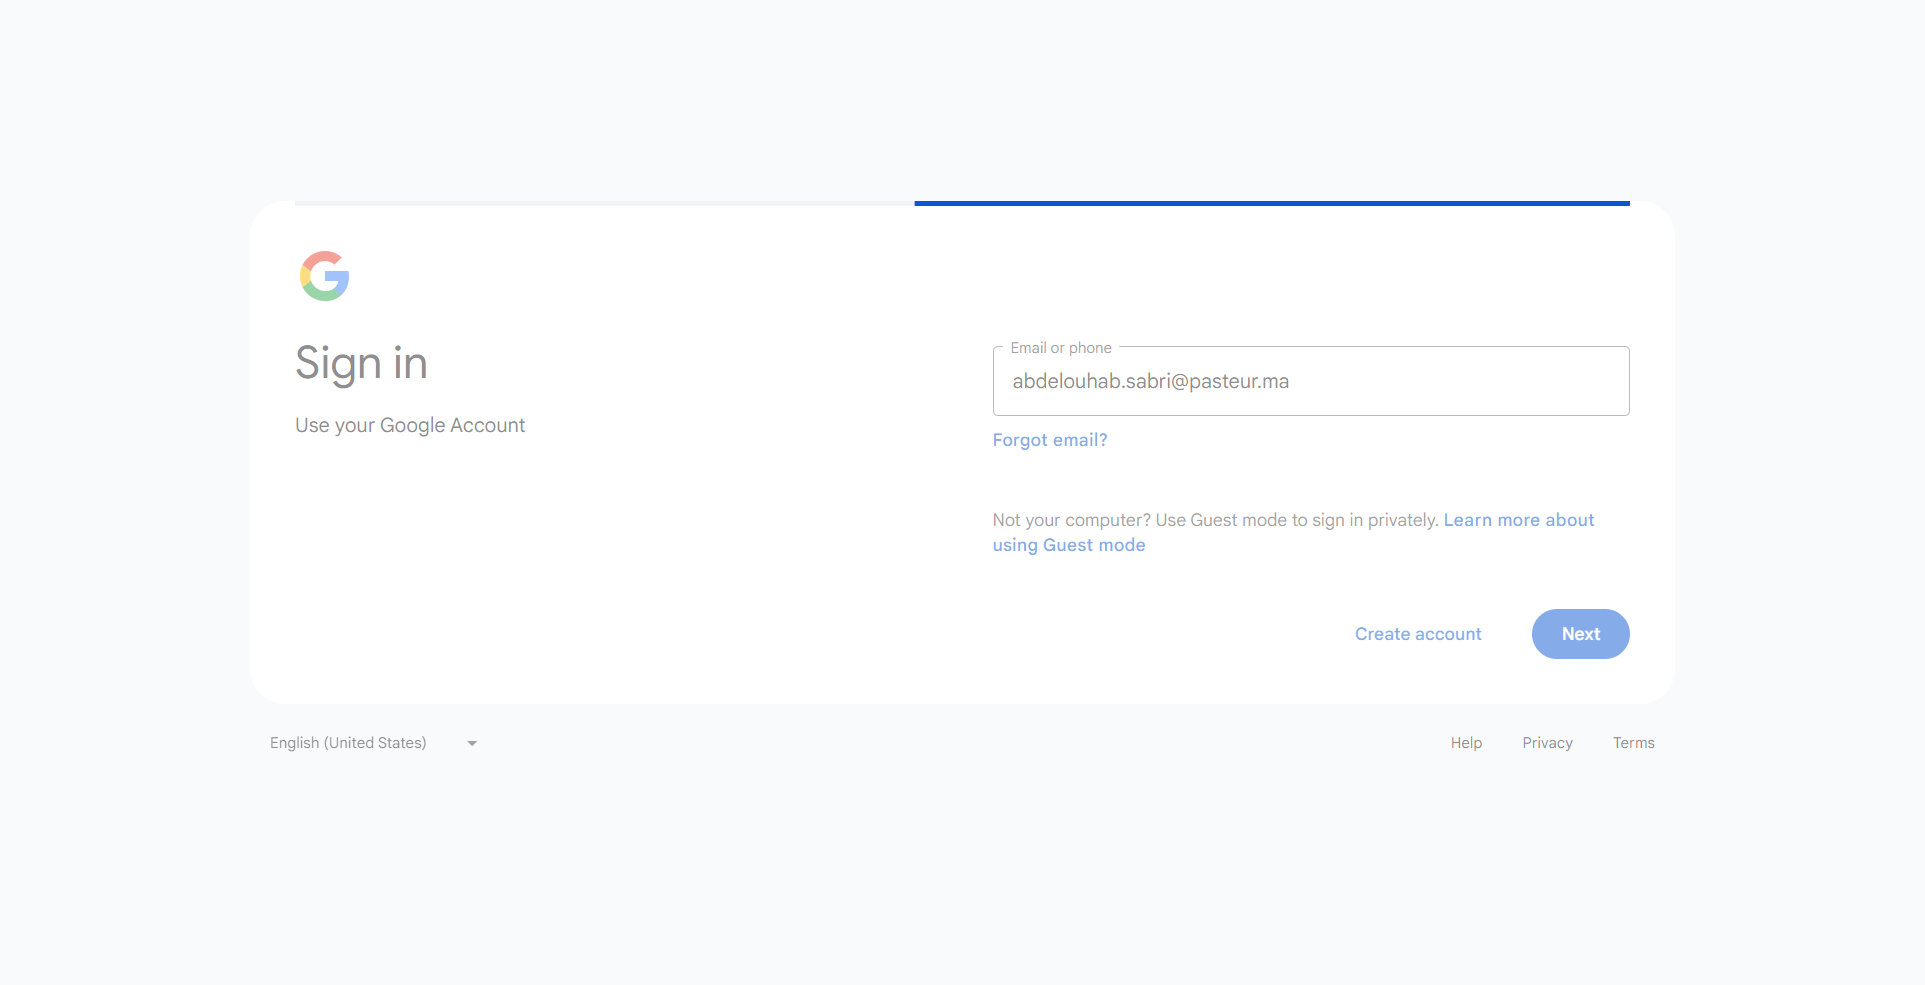 Sign in
Use your Google Account
Email or phone
abdelouhab.sabri@pasteur.ma
Forgot email?
Not your computer? Use Guest mode to sign in privately. Learn more about
using Guest mode
Create account
Next
English (United States)
Help
Privacy
Terms